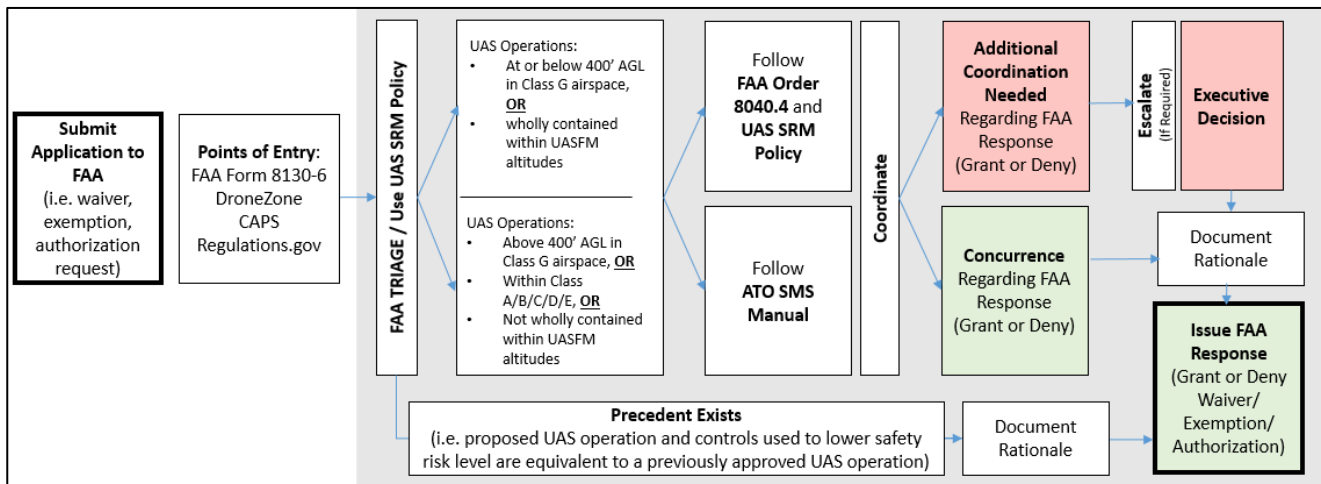 Submit
Application to
FAA
(i.e. waiver,
exemption,
authorization
request)
Points of Entry:
FAA Form 8130-6
DroneZone
CAPS
Regulations.gov
FAA TRIAGE / Use UAS SRM Policy
UAS Operations:
• At or below 400’ AGL
in Class G airspace,
OR
• wholly contained
within UASFM
altitudes
UAS Operations:
• Above 400’ AGL in
Class G airspace, OR
• Within Class
A/B/C/D/E, OR
• Not wholly contained
within UASFM
altitudes
Follow
FAA Order
8040.4 and
UAS SRM
Policy
Follow
ATO SMS
Manual
Coordinate
Additional
Coordination
Needed
Regarding FAA
Response
(Grant or Deny)
Concurrence
Regarding FAA
Response
(Grant or Deny)
Escalate
(If Required)
Executive
Decision
Document
Rationale
Issue FAA
Response
(Grant or Deny
Waiver/
Exemption/
Authorization)
Precedent Exists
(i.e. proposed UAS operation and controls used to lower safety
risk level are equivalent to a previously approved UAS operation)
Document
Rationale